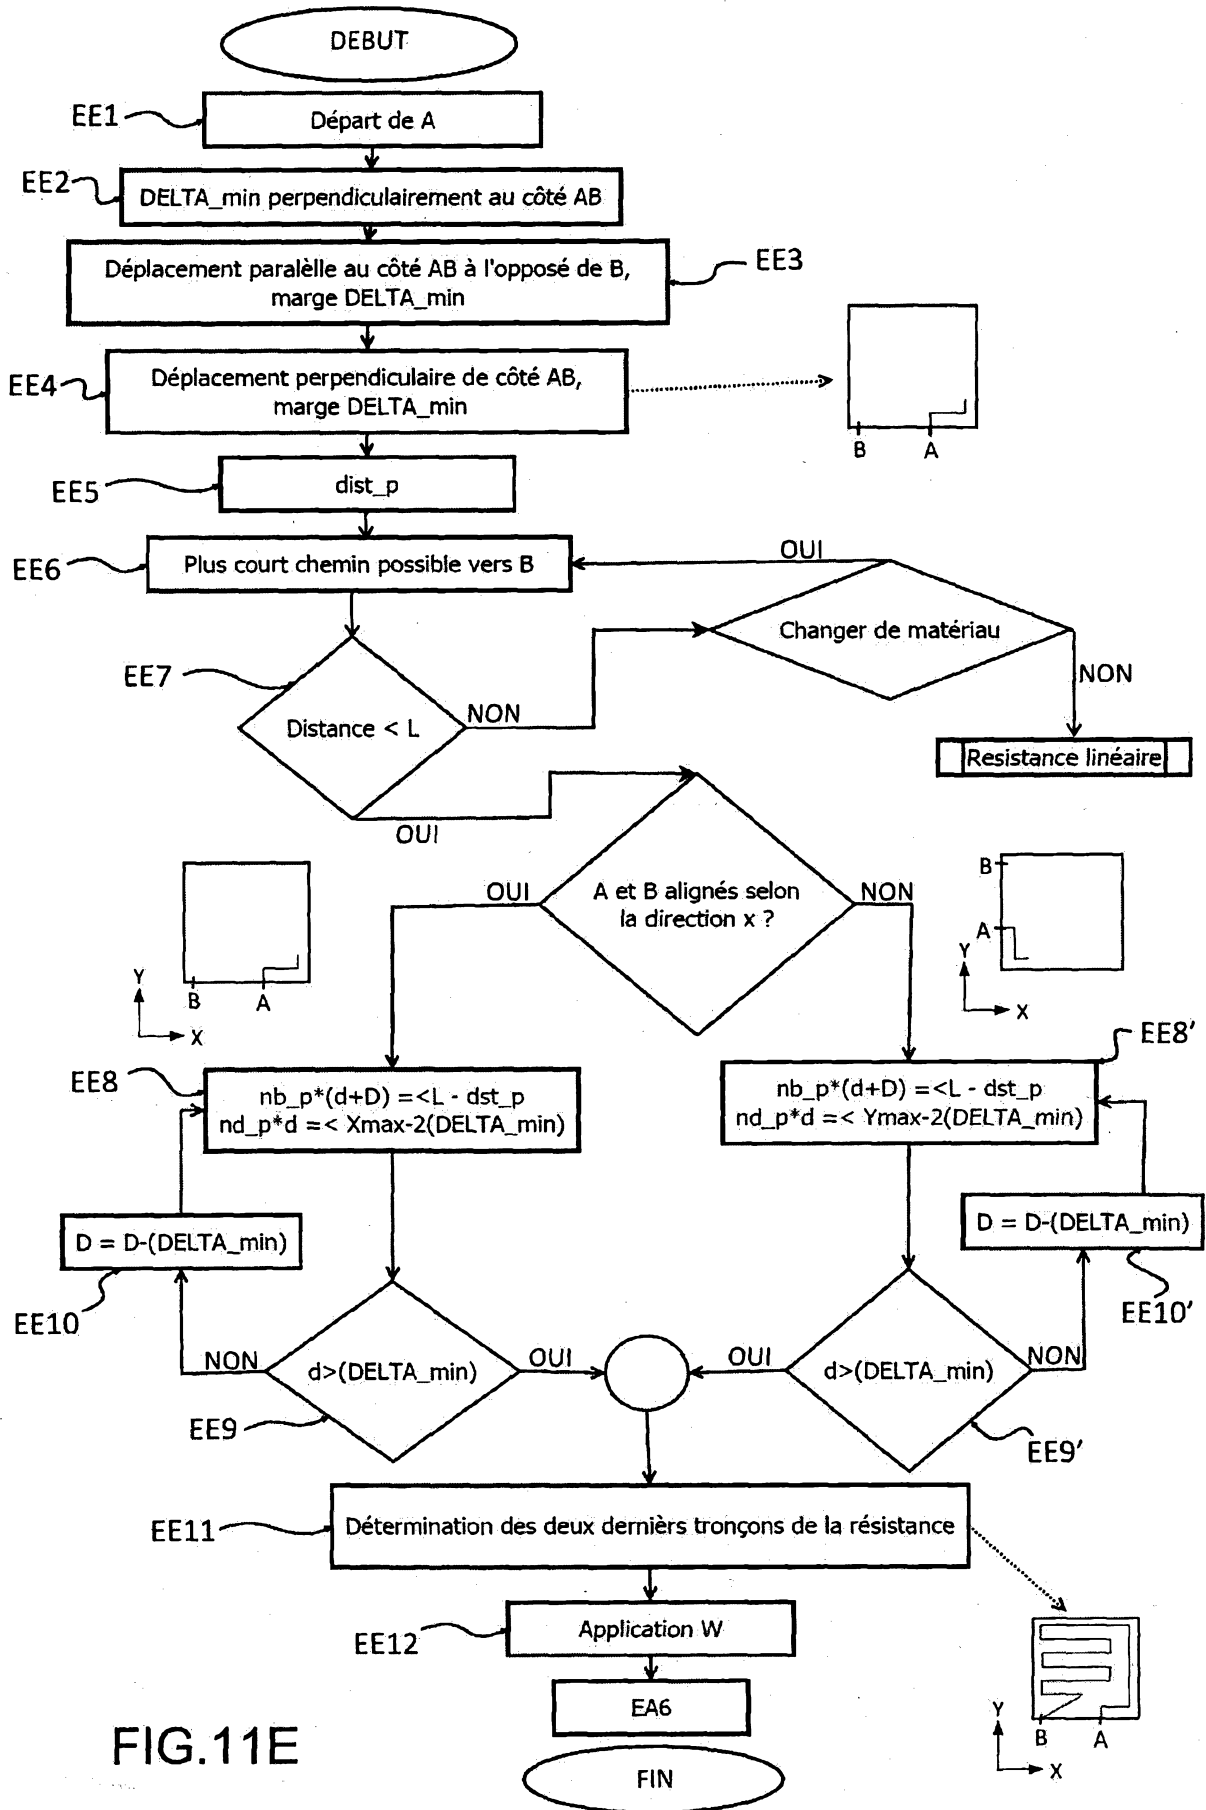 DEBUT
EE1
Départ de A
EE2
DELTA_min perpendiculairement au côté AB
Déplacement paralèlle au côté AB à l'opposé de B,
marge DELTA_min
EE3
EE4
Déplacement perpendiculaire de côté AB,
marge DELTA_min
B
A
EE5
dist_p
EE6
Plus court chemin possible vers B
OUI
Changer de matériau
NON
Resistance linéaire
EE7
Distance < L
NON
OUI
A et B alignés selon
la direction x ?
OUI
NON
Y
B
A
X
B
A
Y
X
EE8
nb_p*(d+D) =<L - dst_p
nd_p*d =< Xmax-2(DELTA_min)
EE8'
nb_p*(d+D) =<L - dst_p
nd_p*d =< Ymax-2(DELTA_min)
D = D-(DELTA_min)
EE10
D = D-(DELTA_min)
EE10'
NON
d>(DELTA_min)
OUI
EE9
OUI
d>(DELTA_min)
NON
EE9'
EE11
Détermination des deux dernièrs tronçons de la résistance
EE12
Application W
EA6
FIN
Y
B
A
X
FIG.11E